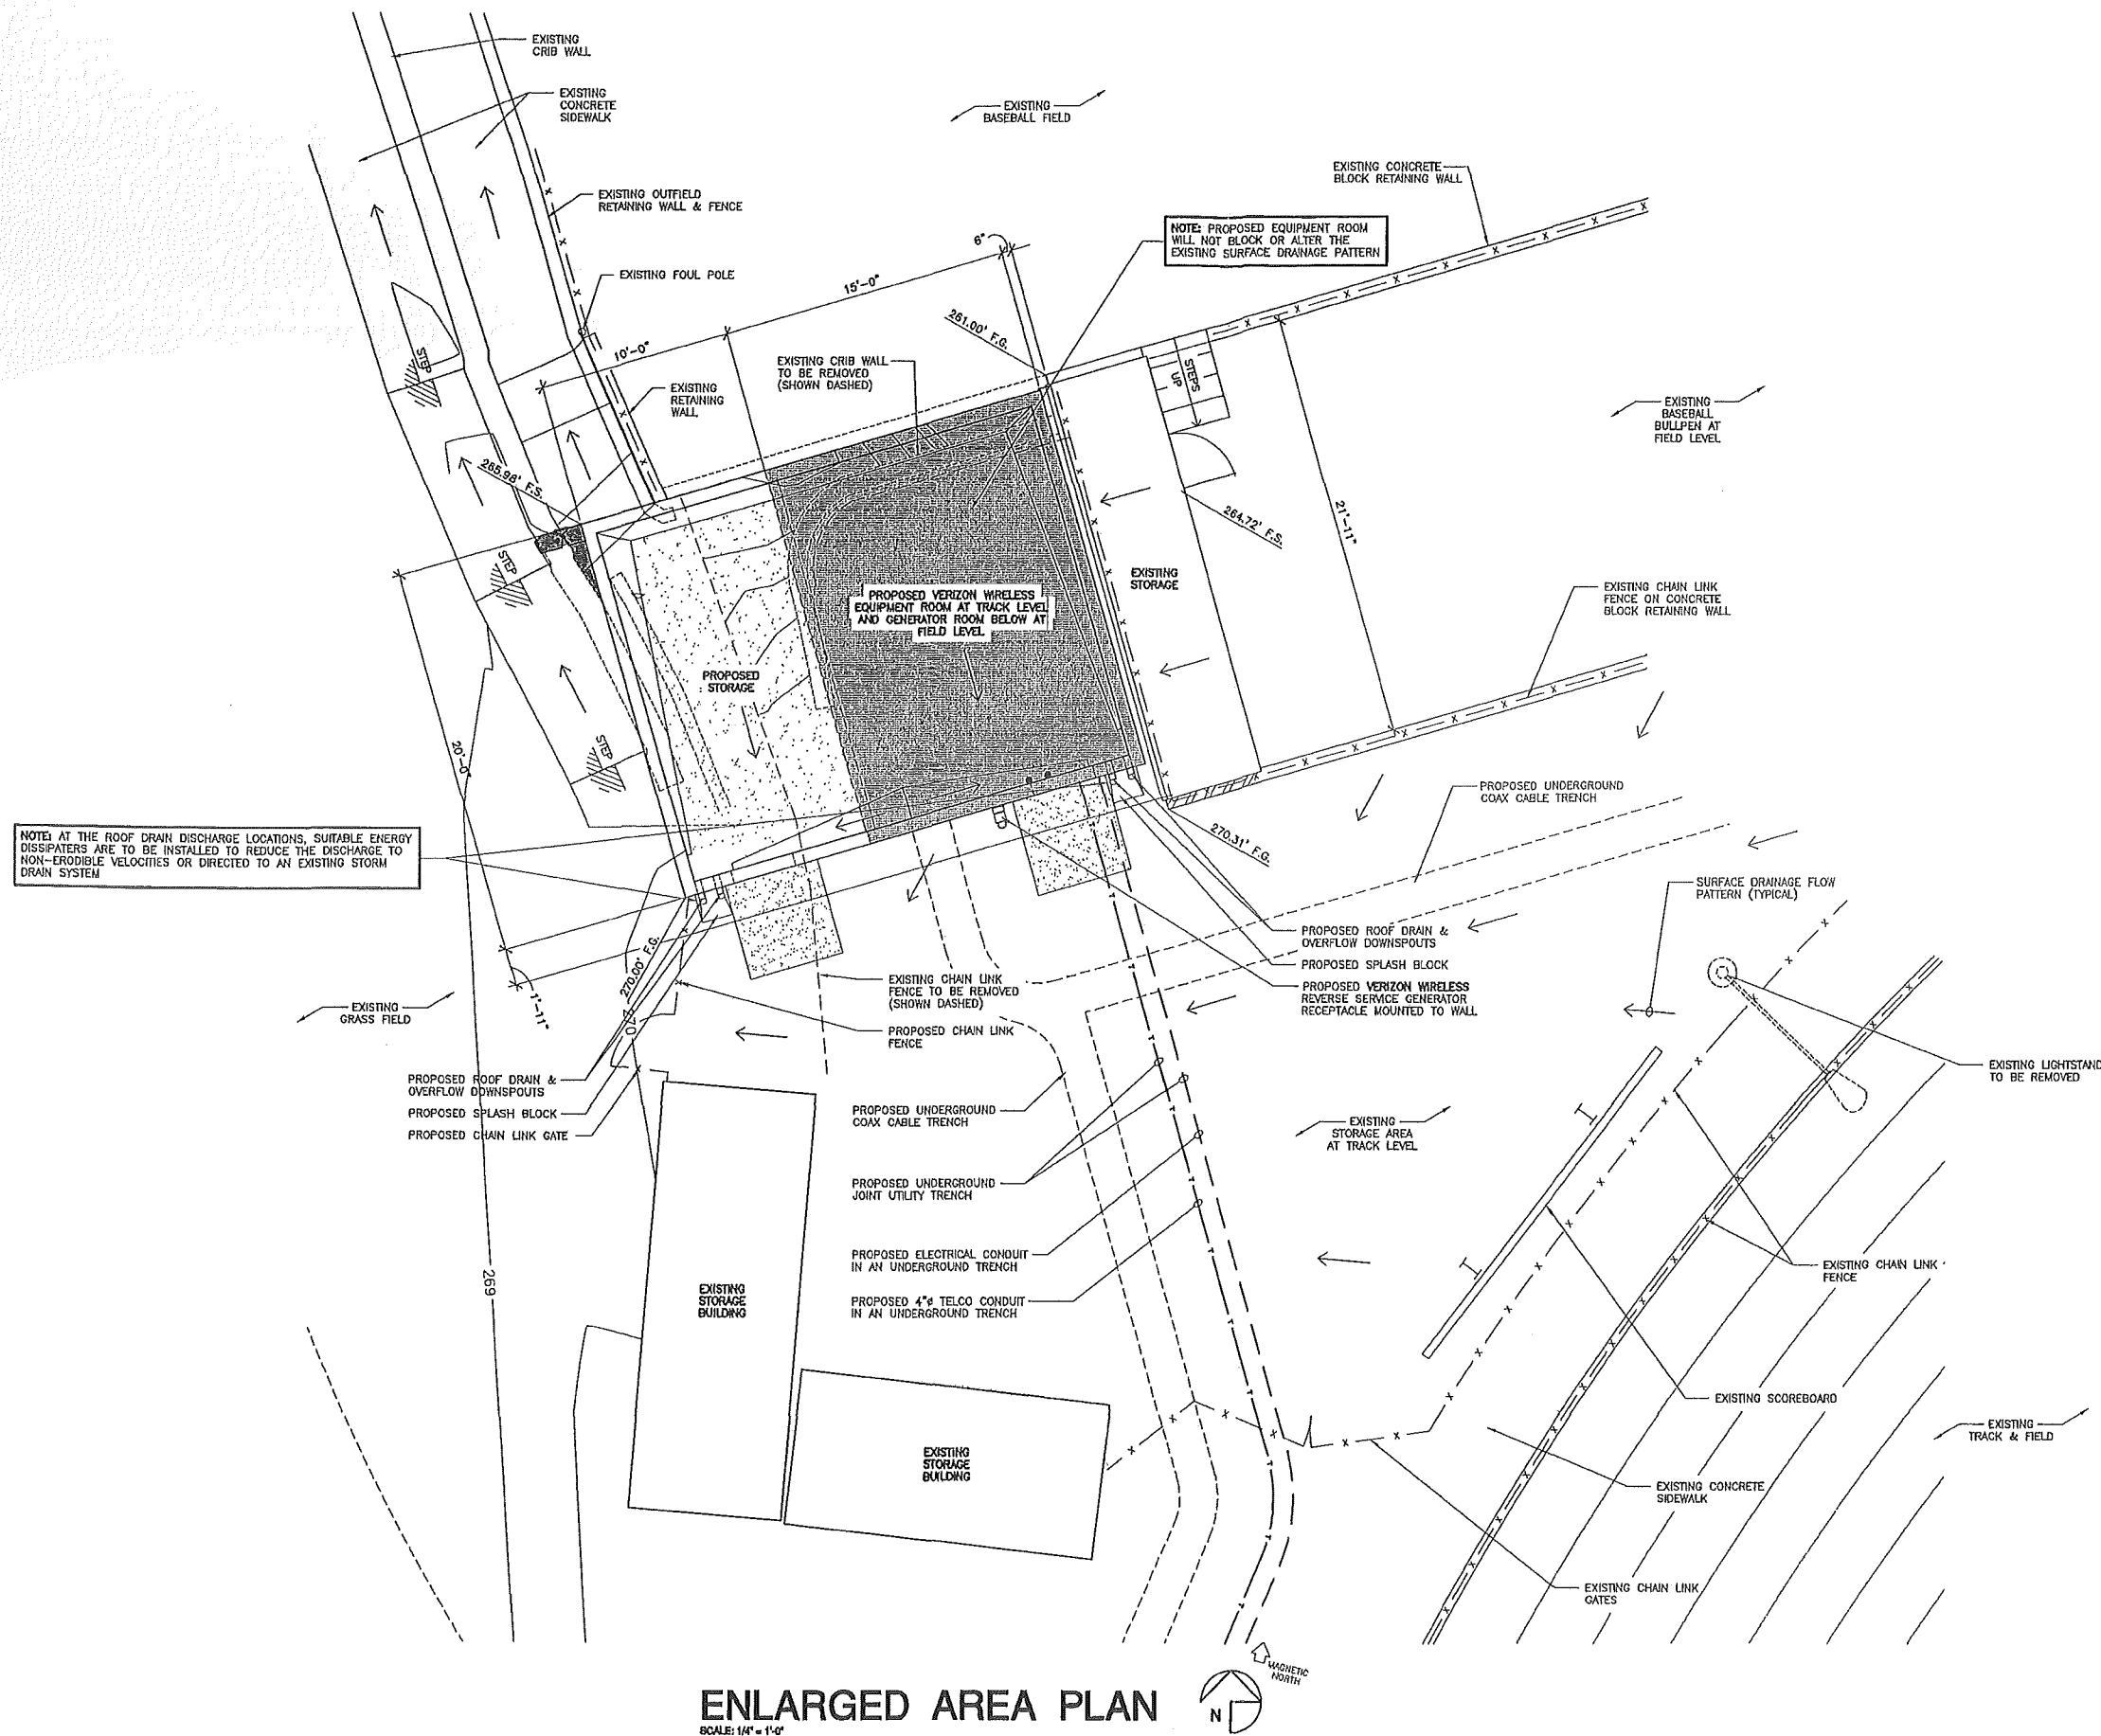 EXISTING
CRIB WALL
EXISTING
CONCRETE
SIDEWALK
EXISTING
BASEBALL FIELD
EXISTING CONCRETE
BLOCK RETAINING WALL
EXISTING OUTFIELD
RETAINING WALL & FENCE
NOTE: PROPOSED EQUIPMENT ROOM
WILL NOT BLOCK OR ALTER THE
EXISTING SURFACE DRAINAGE PATTERN
6"
EXISTING FOUL POLE
15'-0"
261.00' F.G.
10'-0"
STEP
EXISTING CRIB WALL
TO BE REMOVED
(SHOWN DASHED)
EXISTING
RETAINING
WALL
STEPS
UP
EXISTING
BASEBALL
BULLPEN AT
FIELD LEVEL
265.98' F.S.
264.72' F.S.
21'-11"
STEP
EXISTING
STORAGE
PROPOSED VERIZON WIRELESS
EQUIPMENT ROOM AT TRACK LEVEL
AND GENERATOR ROOM BELOW AT
FIELD LEVEL
EXISTING CHAIN LINK
FENCE ON CONCRETE
BLOCK RETAINING WALL
PROPOSED
STORAGE
STEP
20'-0"
PROPOSED UNDERGROUND
COAX CABLE TRENCH
NOTE: AT THE ROOF DRAIN DISCHARGE LOCATIONS, SUITABLE ENERGY
DISSIPATERS ARE TO BE INSTALLED TO REDUCE THE DISCHARGE TO
NON-ERODIBLE VELOCITIES OR DIRECTED TO AN EXISTING STORM
DRAIN SYSTEM
270.31' F.G.
SURFACE DRAINAGE FLOW
PATTERN (TYPICAL)
PROPOSED ROOF DRAIN &
OVERFLOW DOWNSPOUTS
PROPOSED SPLASH BLOCK
PROPOSED VERIZON WIRELESS
REVERSE SERVICE GENERATOR
RECEPTACLE MOUNTED TO WALL
270.00' F.G.
EXISTING CHAIN LINK
FENCE TO BE REMOVED
(SHOWN DASHED)
EXISTING
GRASS FIELD
1'-11"
270
PROPOSED CHAIN LINK
FENCE
EXISTING LIGHTSTAND
TO BE REMOVED
PROPOSED ROOF DRAIN &
OVERFLOW DOWNSPOUTS
PROPOSED SPLASH BLOCK
PROPOSED CHAIN LINK GATE
PROPOSED UNDERGROUND
COAX CABLE TRENCH
EXISTING
STORAGE AREA
AT TRACK LEVEL
PROPOSED UNDERGROUND
JOINT UTILITY TRENCH
PROPOSED ELECTRICAL CONDUIT
IN AN UNDERGROUND TRENCH
EXISTING CHAIN LINK
FENCE
269
EXISTING
STORAGE
BUILDING
PROPOSED 4"ø TELCO CONDUIT
IN AN UNDERGROUND TRENCH
EXISTING SCOREBOARD
EXISTING
TRACK & FIELD
EXISTING
STORAGE
BUILDING
EXISTING CONCRETE
SIDEWALK
EXISTING CHAIN LINK
GATES
MAGNETIC
NORTH
N
ENLARGED AREA PLAN
SCALE: 1/4" = 1'-0"